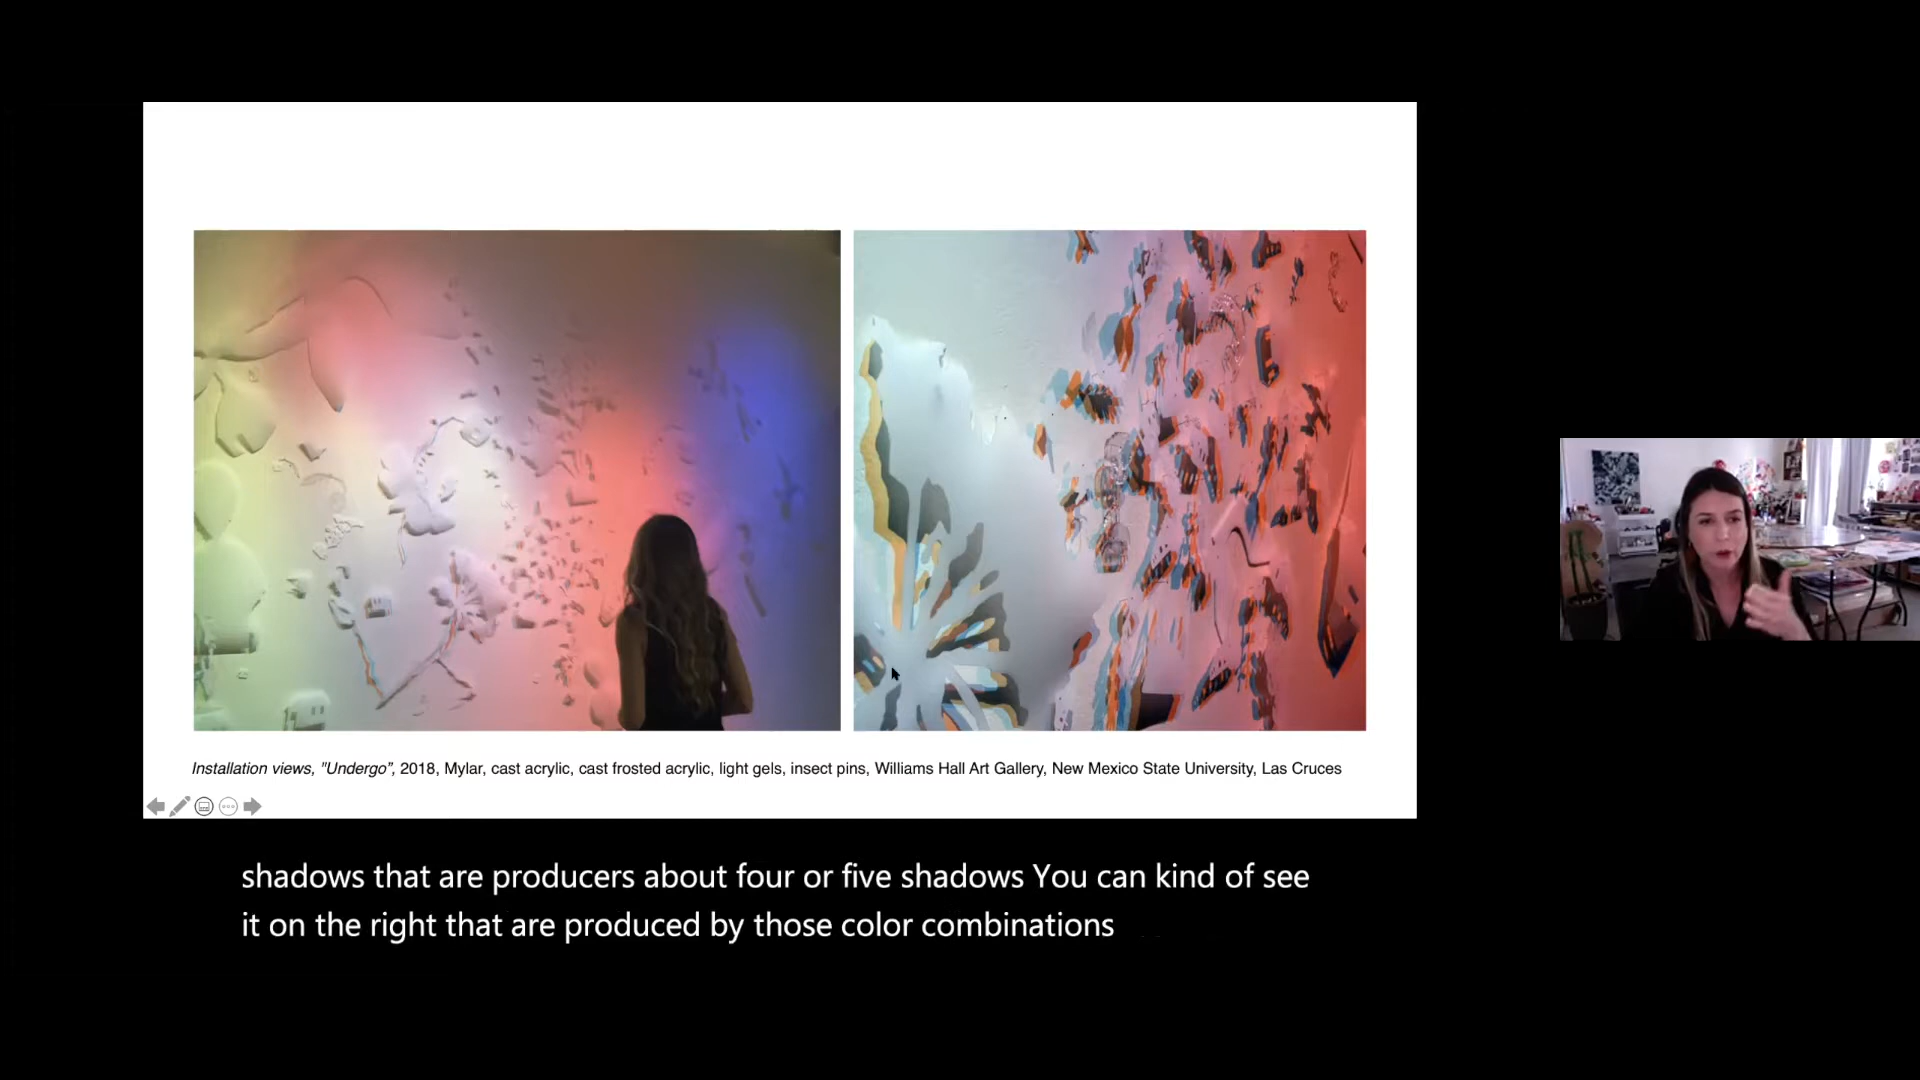 Installation views, "Undergo", 2018, Mylar, cast acrylic, cast frosted acrylic, light gels, insect pins, Williams Hall Art Gallery, New Mexico State University, Las Cruces
shadows that are producers about four or five shadows You can kind of see
it on the right that are produced by those color combinations